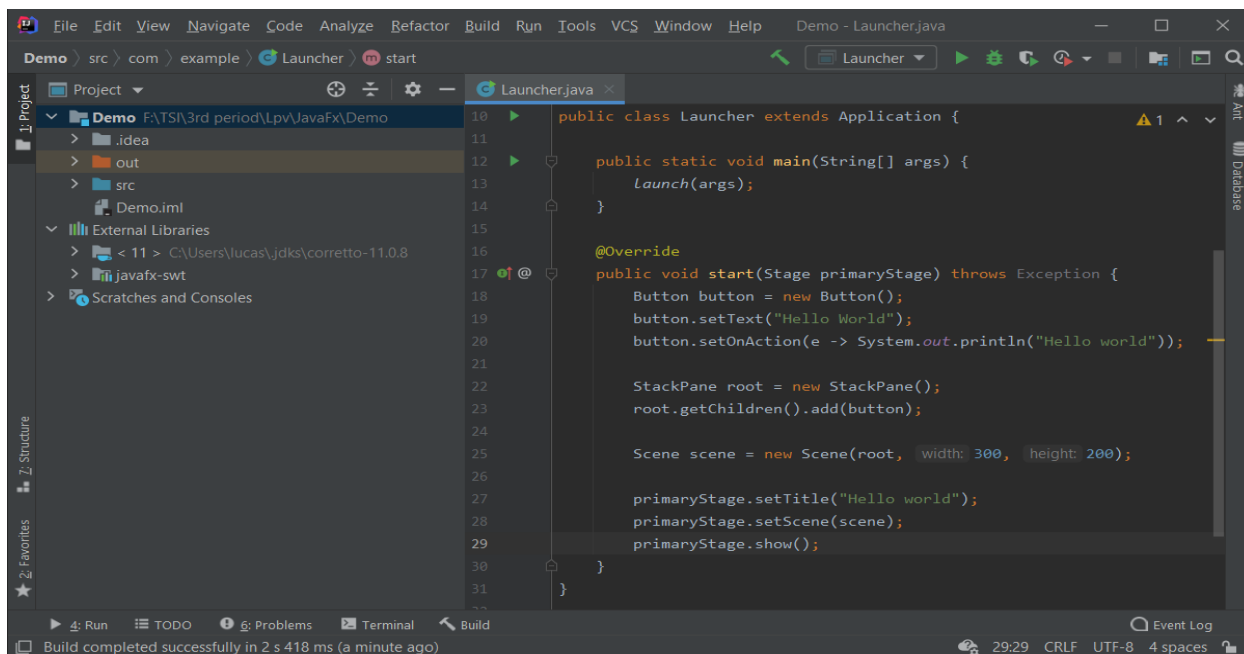 File Edit View Navigate Code Analyze Refactor Build Run Tools VCS Window Help Demo - Launcher.java
Demo src com example Launcher start Launcher
1: Project
Project
Demo F:\TSI\3rd period\Lpv\JavaFx\Demo
.idea
out
src
Demo.iml
External Libraries
< 11 > C:\Users\lucas\.jdks\corretto-11.0.8
javafx-swt
Scratches and Consoles
Z: Structure
2: Favorites
Launcher.java
10 public class Launcher extends Application {
11
12 public static void main(String[] args) {
13 launch(args);
14 }
15
16 @Override
17 @ public void start(Stage primaryStage) throws Exception {
18 Button button = new Button();
19 button.setText("Hello World");
20 button.setOnAction(e -> System.out.println("Hello world"));
21
22 StackPane root = new StackPane();
23 root.getChildren().add(button);
24
25 Scene scene = new Scene(root, width: 300, height: 200);
26
27 primaryStage.setTitle("Hello world");
28 primaryStage.setScene(scene);
29 primaryStage.show();
30 }
31 }
1
Ant
Database
4: Run TODO 6: Problems Terminal Build Event Log
Build completed successfully in 2 s 418 ms (a minute ago) 29:29 CRLF UTF-8 4 spaces